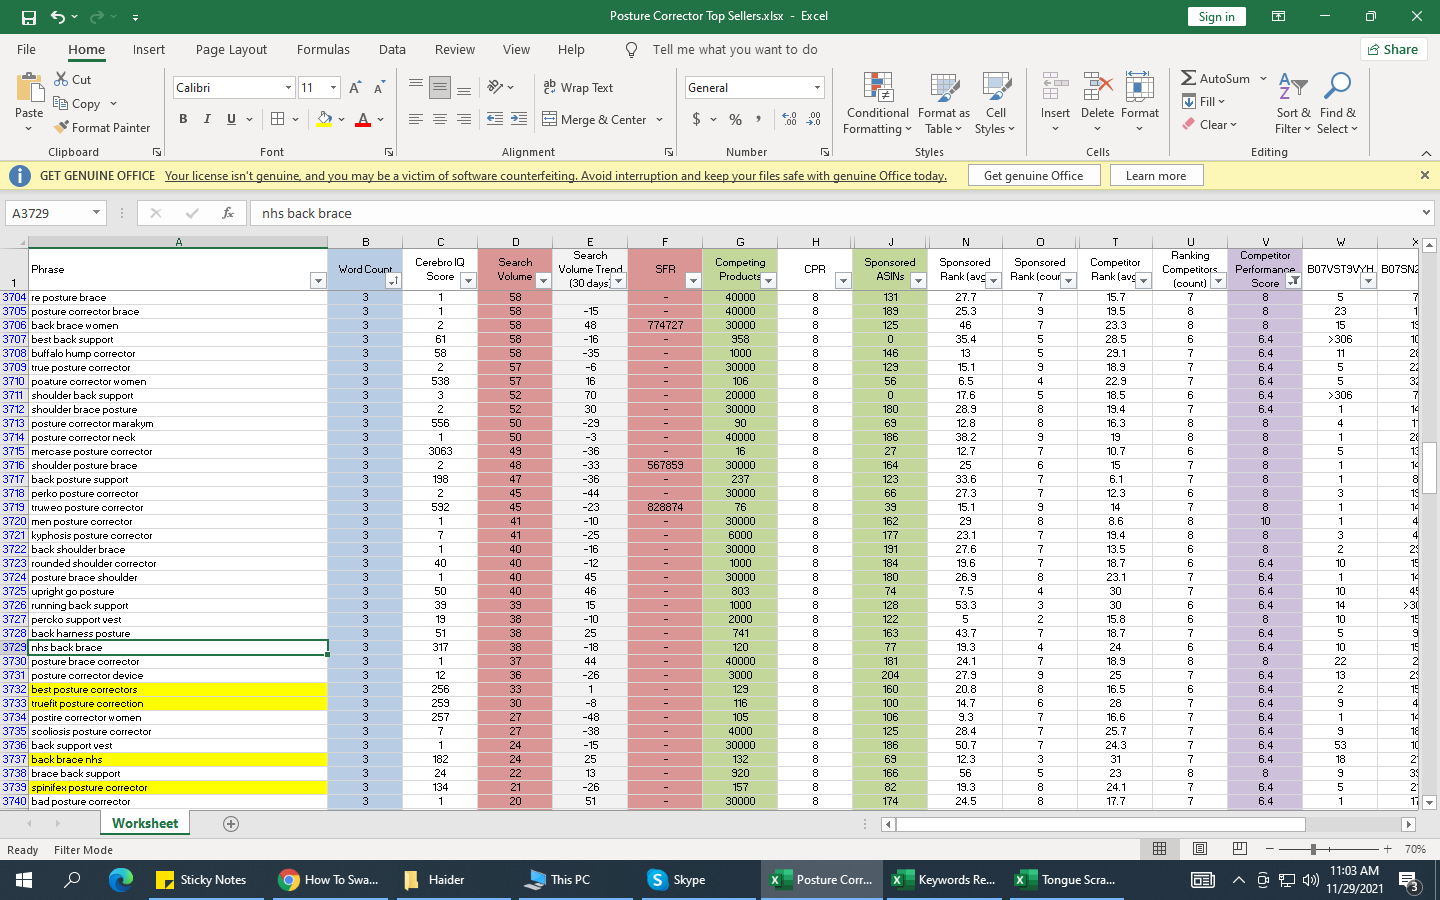 Posture Corrector Top Sellers.xlsx - Excel
Sign in
File Home Insert Page Layout Formulas Data Review View Help Tell me what you want to do Share
Paste Cut Copy Format Painter Clipboard
Calibri 11 B I U Font
Wrap Text Merge & Center Alignment
General $ % , Number
Conditional Formatting Format as Table Cell Styles Styles
Insert Delete Format Cells
AutoSum Fill Clear Sort & Filter Find & Select Editing
GET GENUINE OFFICE Your license isn't genuine, and you may be a victim of software counterfeiting. Avoid interruption and keep your files safe with genuine Office today. Get genuine Office Learn more
A3729 fx nhs back brace
A B C D E F G H J N O T U V W X
1 Phrase Word Count Cerebro IQ Score Search Volume Search Volume Trend (30 days) SFR Competing Products CPR Sponsored ASINs Sponsored Rank (avg Sponsored Rank (cour Competitor Rank (avg Ranking Competitors (count) Competitor Performance Score B07VST9VYH B07SN2
3704 re posture brace 3 1 58 - 40000 8 131 27.7 7 15.7 7 8 5 7
3705 posture corrector brace 3 1 58 -15 - 40000 8 189 25.3 9 19.5 8 8 23 1
3706 back brace women 3 2 58 48 774727 30000 8 125 46 7 23.3 8 8 15
3707 best back support 3 61 58 -16 - 958 8 0 35.4 5 28.5 6 6.4 >306
3708 buffalo hump corrector 3 58 58 -35 - 1000 8 146 13 5 29.1 7 6.4 11
3709 true posture corrector 3 2 57 -6 - 30000 8 129 15.1 9 18.9 7 6.4 5
3710 poature corrector women 3 538 57 16 - 106 8 56 6.5 4 22.9 7 6.4 5
3711 shoulder back support 3 3 52 70 - 20000 8 0 17.6 5 18.5 6 6.4 >306 7
3712 shoulder brace posture 3 2 52 30 - 30000 8 180 28.9 8 19.4 7 6.4 1
3713 posture corrector marakym 3 556 50 -29 - 90 8 69 12.8 8 16.3 8 8 4
3714 posture corrector neck 3 1 50 -3 - 40000 8 186 38.2 9 19 8 8 1
3715 mercase posture corrector 3 3063 49 -36 - 16 8 27 12.7 7 10.7 6 8 5
3716 shoulder posture brace 3 2 48 -33 567859 30000 8 164 25 6 15 7 8 1
3717 back posture support 3 198 47 -36 - 237 8 123 33.6 7 6.1 7 8 1
3718 perko posture corrector 3 2 45 -44 - 30000 8 66 27.3 7 12.3 6 8 3
3719 truweo posture corrector 3 592 45 -23 828874 76 8 39 15.1 9 14 7 8 1
3720 men posture corrector 3 1 41 -10 - 30000 8 162 29 8 8.6 8 10 1 4
3721 kyphosis posture corrector 3 7 41 -25 - 6000 8 177 23.1 7 19.4 8 8 3 4
3722 back shoulder brace 3 1 40 -16 - 30000 8 191 27.6 7 13.5 6 8 2
3723 rounded shoulder corrector 3 40 40 -12 - 1000 8 184 19.6 7 18.7 6 6.4 10
3724 posture brace shoulder 3 1 40 45 - 30000 8 180 26.9 8 23.1 7 6.4 1
3725 upright go posture 3 50 40 46 - 803 8 74 7.5 4 30 7 6.4 10
3726 running back support 3 39 39 15 - 1000 8 128 53.3 3 30 6 6.4 14
3727 percko support vest 3 19 38 -10 - 2000 8 122 5 2 15.8 6 8 10
3728 back harness posture 3 51 38 25 - 741 8 163 43.7 7 18.7 7 6.4 5
3729 nhs back brace 3 317 38 -18 - 120 8 77 19.3 4 24 6 6.4 10
3730 posture brace corrector 3 1 37 44 - 40000 8 181 24.1 7 18.9 8 8 22 2
3731 posture corrector device 3 12 36 -26 - 3000 8 204 27.9 9 25 7 6.4 13
3732 best posture correctors 3 256 33 1 - 129 8 160 20.8 8 16.5 6 6.4 2
3733 truefit posture correction 3 259 30 -8 - 116 8 100 14.7 6 28 7 6.4 9 4
3734 postire corrector women 3 257 27 -48 - 105 8 106 9.3 7 16.6 7 6.4 1
3735 scoliosis posture corrector 3 7 27 -38 - 4000 8 125 28.4 7 25.7 7 6.4 9
3736 back support vest 3 1 24 -15 - 30000 8 186 50.7 7 24.3 7 6.4 53
3737 back brace nhs 3 182 24 25 - 132 8 69 12.3 3 31 7 6.4 18
3738 brace back support 3 24 22 13 - 920 8 166 56 5 23 8 8 9
3739 spinifex posture corrector 3 134 21 -26 - 157 8 82 19.3 8 24.1 7 6.4 5
3740 bad posture corrector 3 1 20 51 - 30000 8 174 24.5 8 17.7 7 6.4 1
Worksheet
Ready Filter Mode 70%
Sticky Notes How To Swa... Haider This PC Skype Posture Corr... Keywords Re... Tongue Scra... 11:03 AM
11/29/2021 3